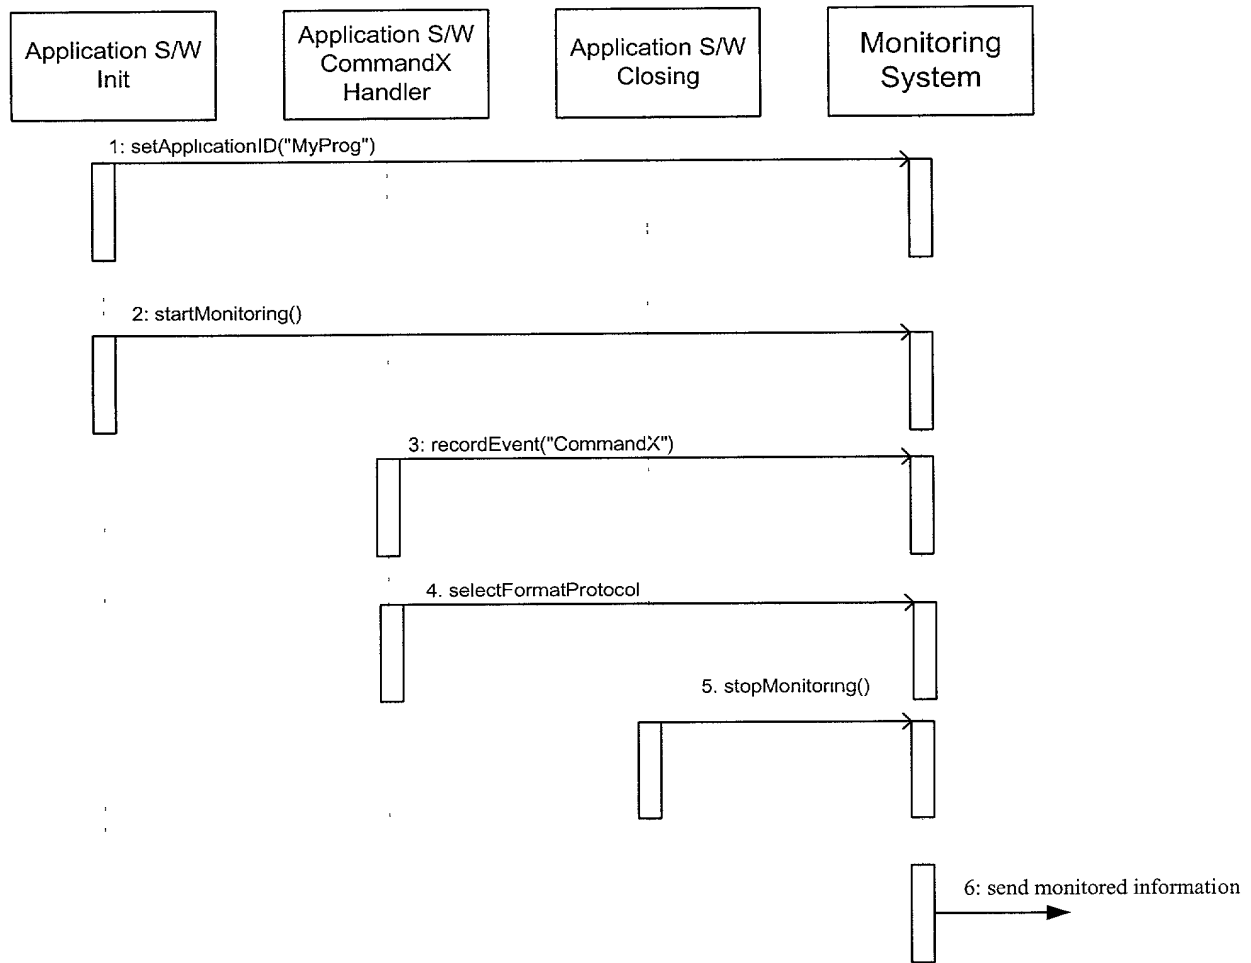 Application S/W
Init
Application S/W
CommandX
Handler
Application S/W
Closing
Monitoring
System
1: setApplicationID("MyProg")
2: startMonitoring()
3: recordEvent("CommandX")
4. selectFormatProtocol
5. stopMonitoring()
6: send monitored information